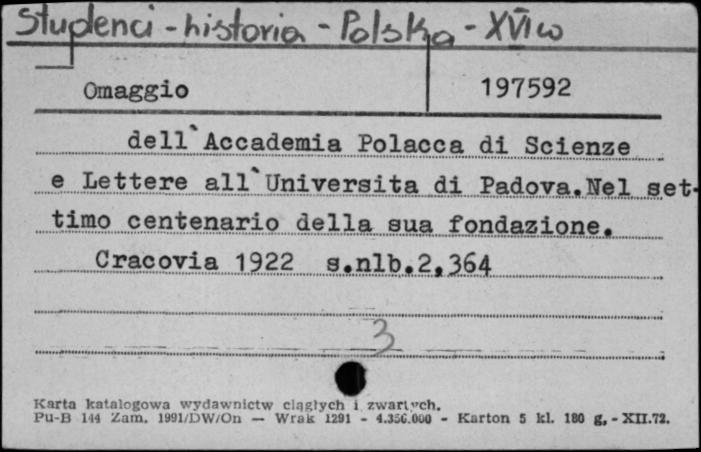 Studenci - historia - Polska - XVI w
Omaggio 197592
dell`Accademia Polacca di Scienze
e Lettere all`Universita di Padova.Nel set-
timo centenario della sua fondazione.
Cracovia 1922 s.nlb.2,364
3
Karta katalogowa wydawnictw ciągłych i zwartych.
Pu-B 144 Zam. 1991/DW/On — Wrak 1291 - 4.356.000 - Karton 5 kl. 180 g, - XII.72.